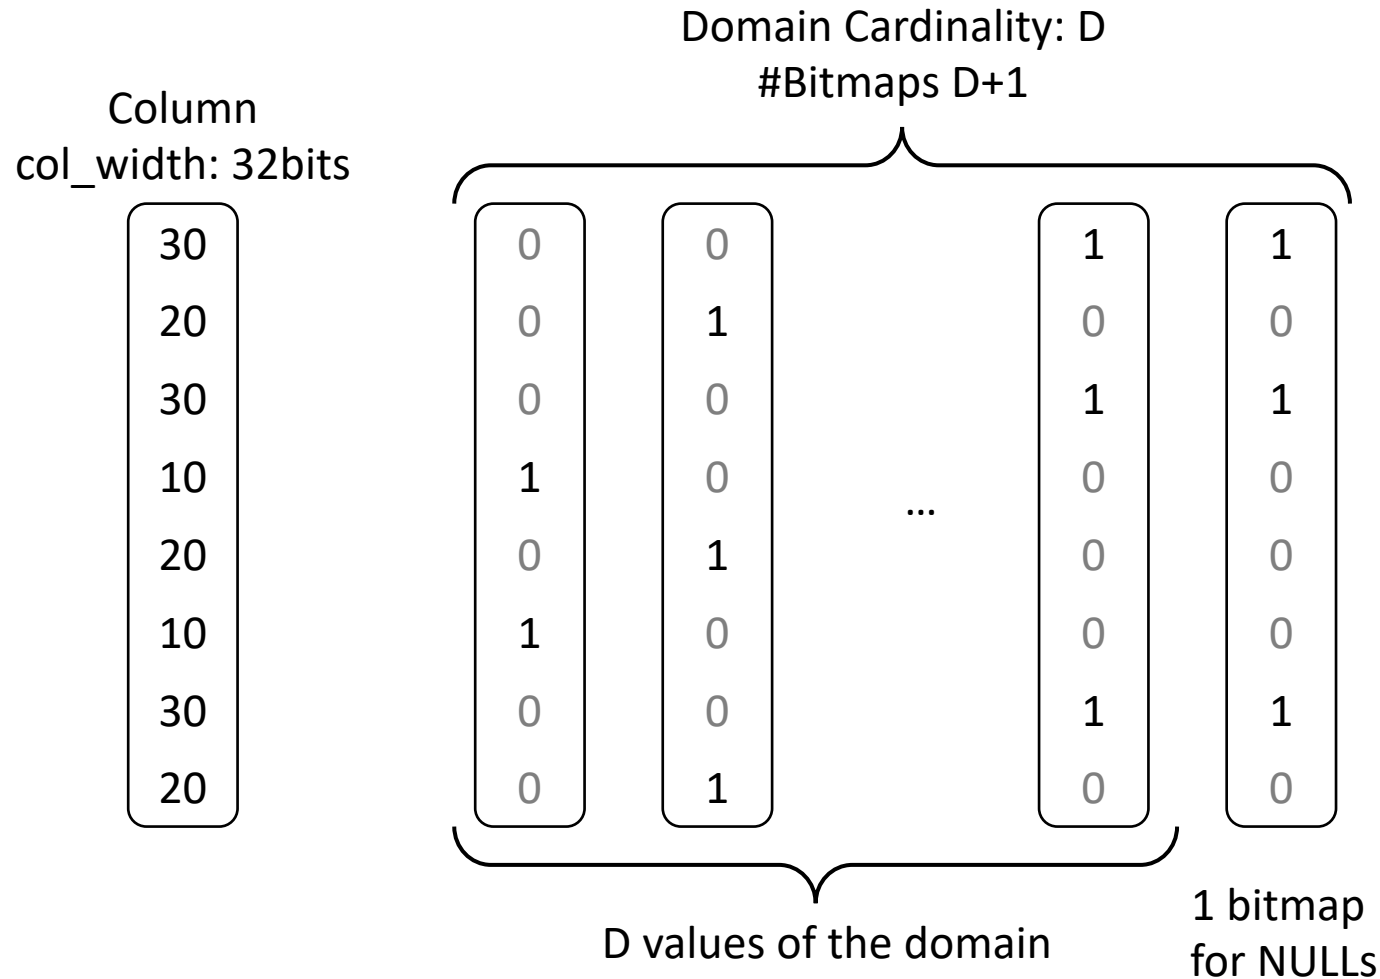 Domain Cardinality: D
#Bitmaps D+1
Column
col_width: 32bits
30 0 0 1 1
20 0 1 0 0
30 0 0 1 1
10 1 0 0 0
…
20 0 1 0 0
10 1 0 0 0
30 0 0 1 1
20 0 1 0 0
D values of the domain
1 bitmap
for NULLs